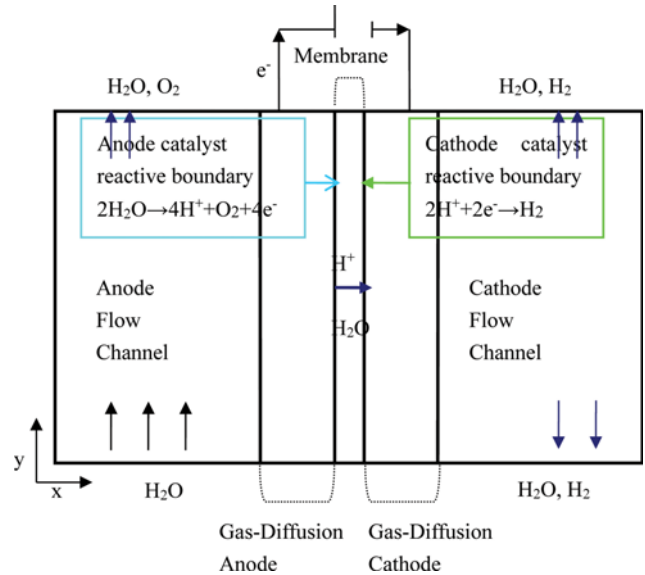 Membrane
e⁻
H₂O, O₂
H₂O, H₂
Anode catalyst
reactive boundary
2H₂O→4H⁺+O₂+4e⁻
Cathode catalyst
reactive boundary
2H⁺+2e⁻→H₂
H⁺
H₂O
Anode
Flow
Channel
Cathode
Flow
Channel
y
x
H₂O
H₂O, H₂
Gas-Diffusion
Anode
Gas-Diffusion
Cathode